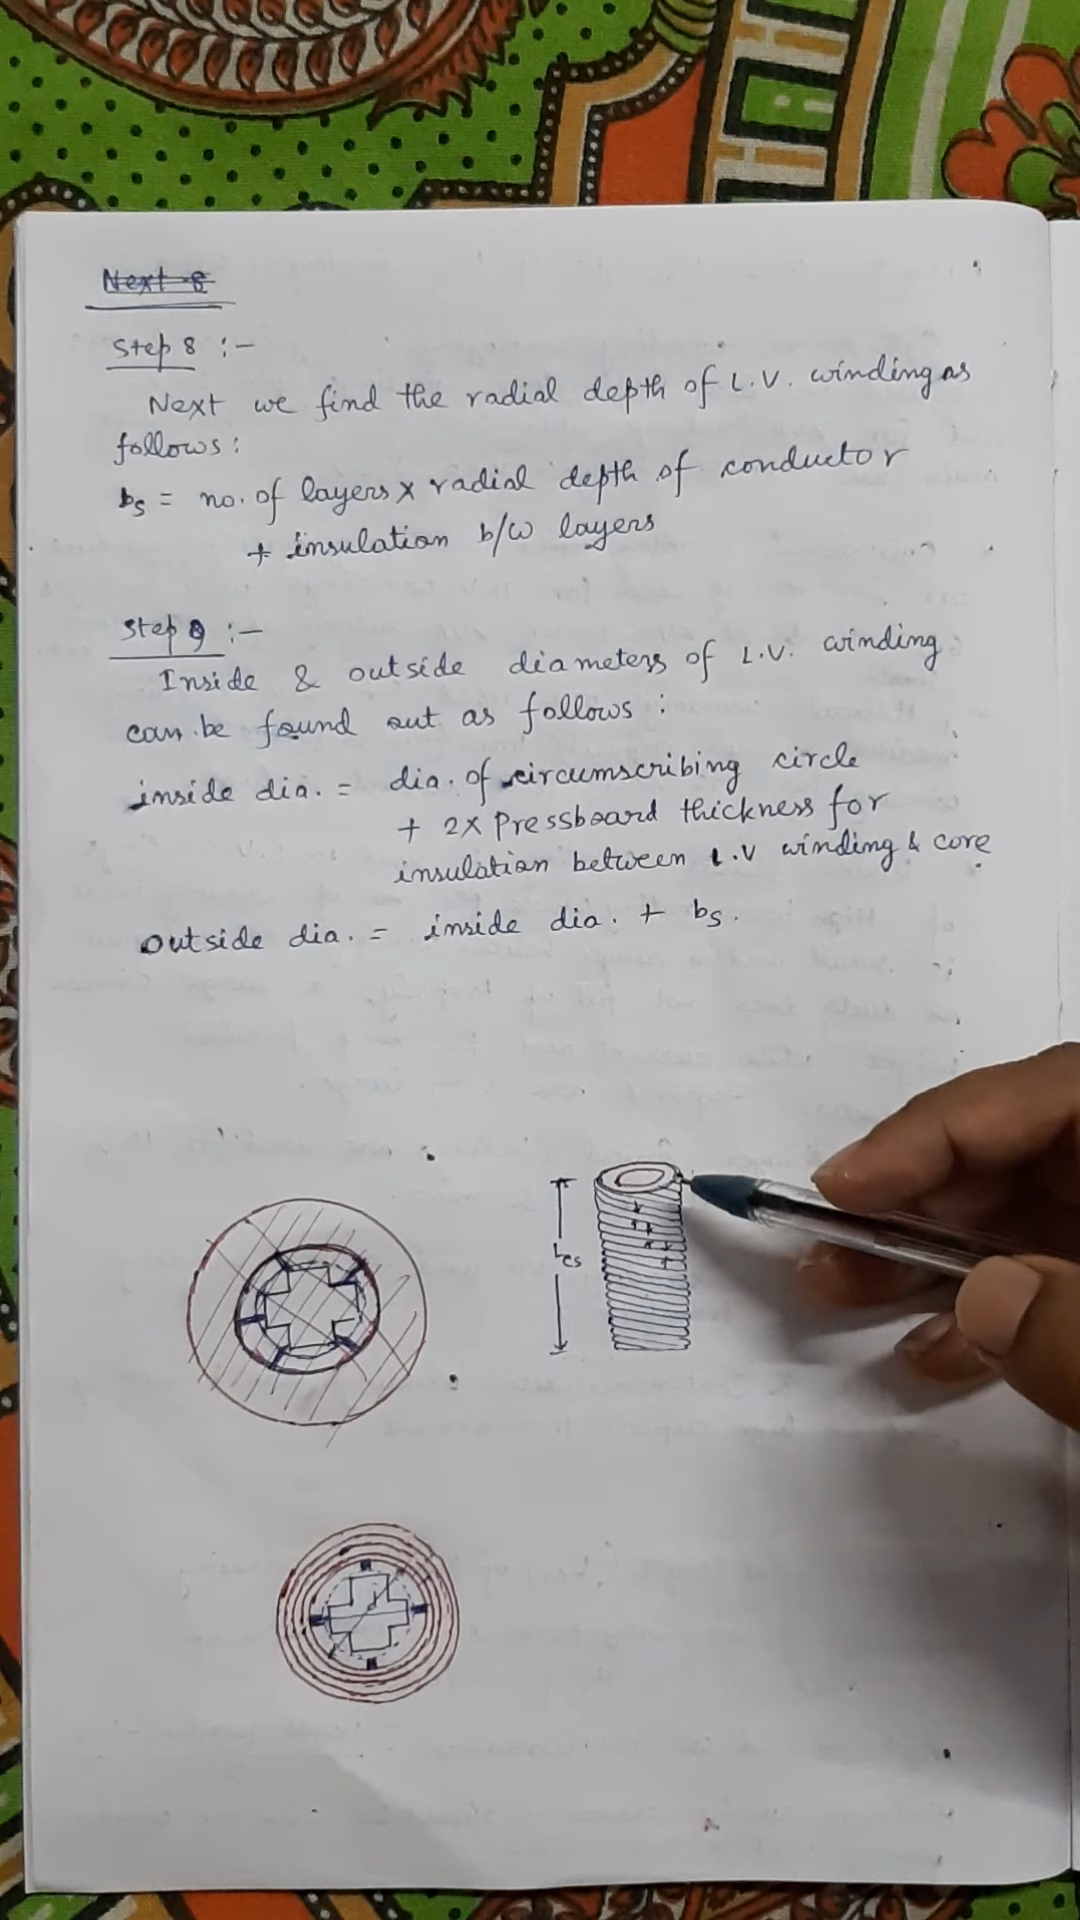 Next 8
Step 8 :-
Next we find the radial depth of L.V. winding as
follows :
bs = no. of layers x radial depth of conductor
+ insulation b/w layers
Step 9 :-
Inside & outside diameters of L.V. winding
can be found out as follows :
inside dia. = dia. of circumscribing circle
+ 2x Pressboard thickness for
insulation between L.V winding & core
outside dia. = inside dia. + bs.
Lcs
d